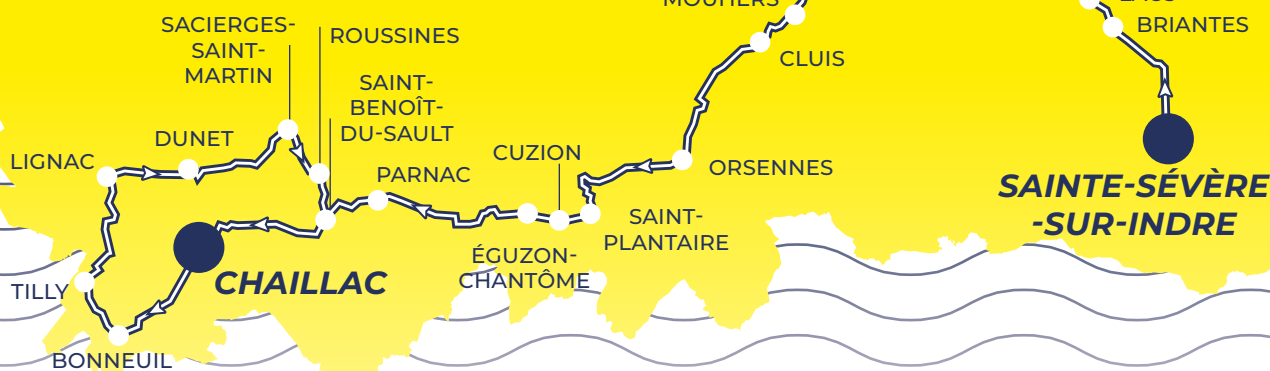 MOUHERS
BRIANTES
CLUIS
SACIERGES-
SAINT-
MARTIN
ROUSSINES
SAINT-
BENOÎT-
DU-SAULT
DUNET
LIGNAC
PARNAC
CUZION
ORSENNES
SAINTE-SÉVÈRE
-SUR-INDRE
SAINT-
PLANTAIRE
ÉGUZON-
CHANTÔME
CHAILLAC
TILLY
BONNEUIL